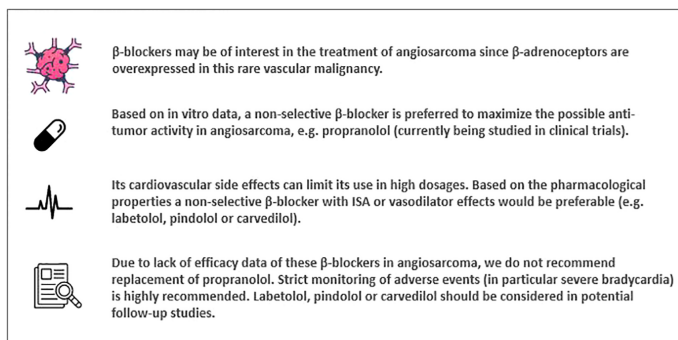 β-blockers may be of interest in the treatment of angiosarcoma since β-adrenoceptors are
overexpressed in this rare vascular malignancy.
Based on in vitro data, a non-selective β-blocker is preferred to maximize the possible anti-
tumor activity in angiosarcoma, e.g. propranolol (currently being studied in clinical trials).
Its cardiovascular side effects can limit its use in high dosages. Based on the pharmacological
properties a non-selective β-blocker with ISA or vasodilator effects would be preferable (e.g.
labetolol, pindolol or carvedilol).
Due to lack of efficacy data of these β-blockers in angiosarcoma, we do not recommend
replacement of propranolol. Strict monitoring of adverse events (in particular severe bradycardia)
is highly recommended. Labetolol, pindolol or carvedilol should be considered in potential
follow-up studies.